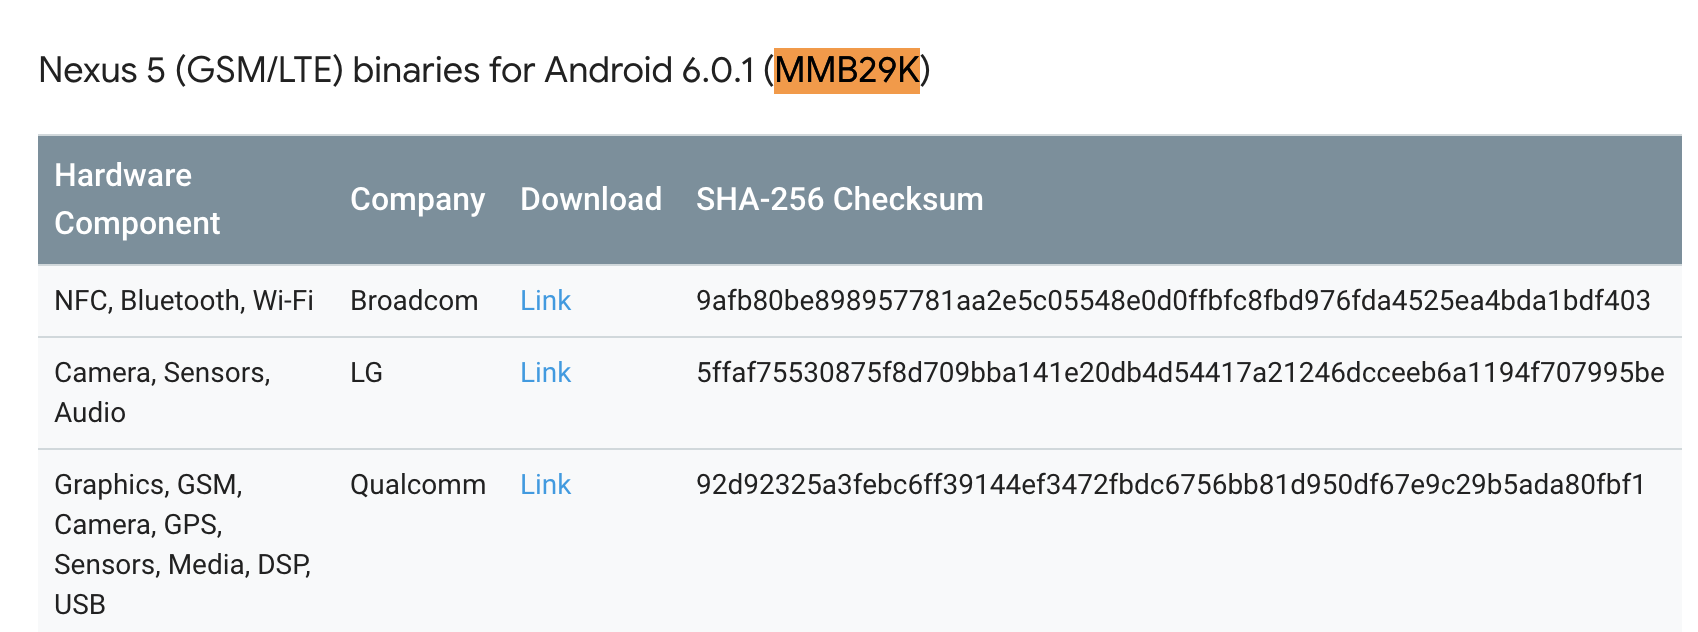 Nexus 5 (GSM/LTE) binaries for Android 6.0.1 (MMB29K)
Hardware
Component
Company
Download
SHA-256 Checksum
NFC, Bluetooth, Wi-Fi
Broadcom
Link
9afb80be898957781aa2e5c05548e0d0ffbfc8fbd976fda4525ea4bda1bdf403
Camera, Sensors,
Audio
LG
Link
5ffaf75530875f8d709bba141e20db4d54417a21246dcceeb6a1194f707995be
Graphics, GSM,
Camera, GPS,
Sensors, Media, DSP,
USB
Qualcomm
Link
92d92325a3febc6ff39144ef3472fbdc6756bb81d950df67e9c29b5ada80fbf1